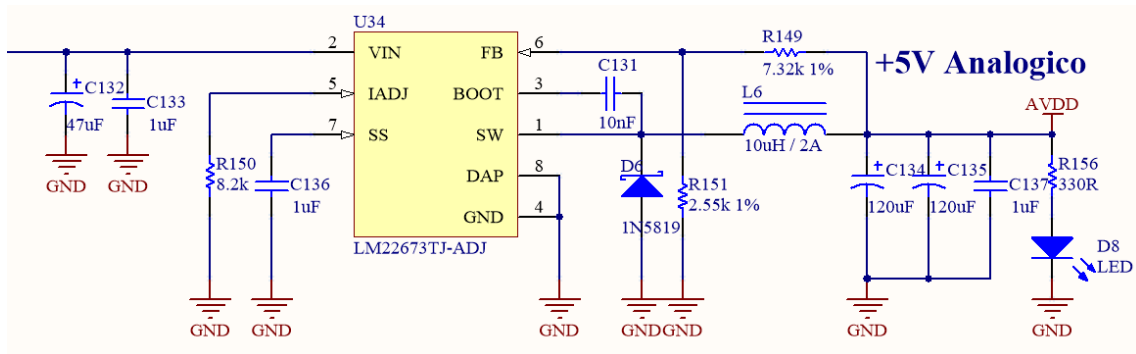 U34
2 VIN FB 6
5 IADJ BOOT 3
7 SS SW 1
DAP 8
GND 4
LM22673TJ-ADJ
C132
47uF
GND
C133
1uF
GND
R150
8.2k
GND
C136
1uF
GND
GND
C131
10nF
D6
1N5819
GND
R151
2.55k 1%
GND
R149
7.32k 1%
L6
10uH / 2A
+5V Analogico
AVDD
C134
120uF
C135
120uF
C137
1uF
GND
R156
330R
D8
LED
GND